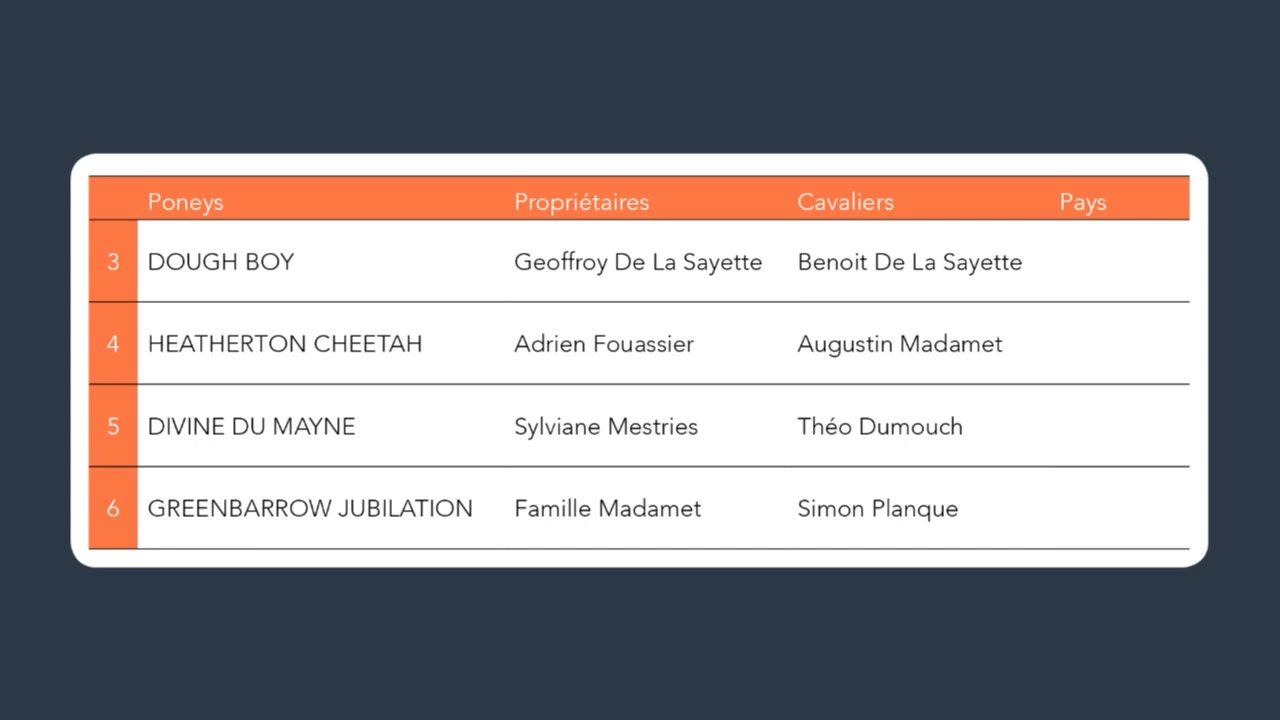 Poneys Propriétaires Cavaliers Pays
3 DOUGH BOY Geoffroy De La Sayette Benoit De La Sayette
4 HEATHERTON CHEETAH Adrien Fouassier Augustin Madamet
5 DIVINE DU MAYNE Sylviane Mestries Théo Dumouch
6 GREENBARROW JUBILATION Famille Madamet Simon Planque